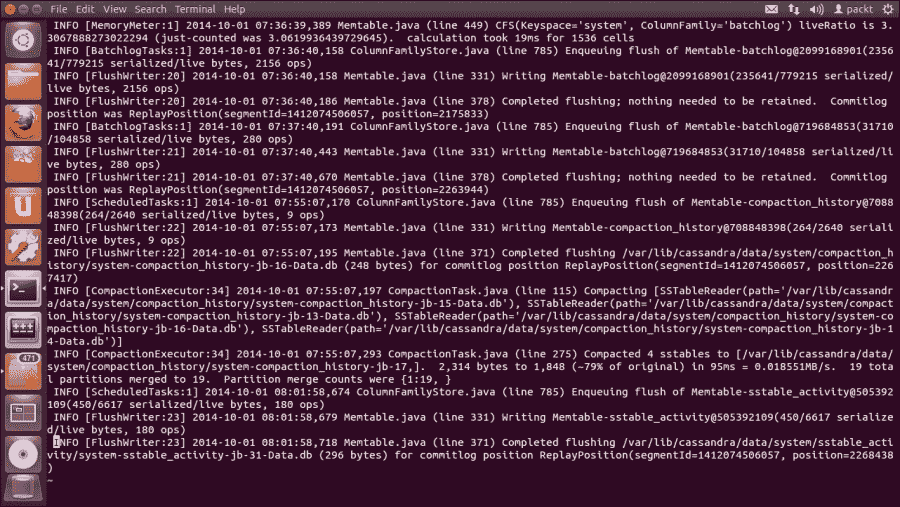 File Edit View Search Terminal Help packt
INFO [MemoryMeter:1] 2014-10-01 07:36:39,389 Memtable.java (line 449) CFS(Keyspace='system', ColumnFamily='batchlog') liveRatio is 3.
3067888273022294 (just-counted was 3.0619936439729645).  calculation took 19ms for 1536 cells
INFO [BatchlogTasks:1] 2014-10-01 07:36:40,158 ColumnFamilyStore.java (line 785) Enqueuing flush of Memtable-batchlog@2099168901(2356
41/779215 serialized/live bytes, 2156 ops)
INFO [FlushWriter:20] 2014-10-01 07:36:40,158 Memtable.java (line 331) Writing Memtable-batchlog@2099168901(235641/779215 serialized/
live bytes, 2156 ops)
INFO [FlushWriter:20] 2014-10-01 07:36:40,186 Memtable.java (line 378) Completed flushing; nothing needed to be retained.  Commitlog
position was ReplayPosition(segmentId=1412074506057, position=2175833)
INFO [BatchlogTasks:1] 2014-10-01 07:37:40,191 ColumnFamilyStore.java (line 785) Enqueuing flush of Memtable-batchlog@719684853(31710
/104858 serialized/live bytes, 280 ops)
INFO [FlushWriter:21] 2014-10-01 07:37:40,443 Memtable.java (line 331) Writing Memtable-batchlog@719684853(31710/104858 serialized/li
ve bytes, 280 ops)
INFO [FlushWriter:21] 2014-10-01 07:37:40,670 Memtable.java (line 378) Completed flushing; nothing needed to be retained.  Commitlog
position was ReplayPosition(segmentId=1412074506057, position=2263944)
INFO [ScheduledTasks:1] 2014-10-01 07:55:07,170 ColumnFamilyStore.java (line 785) Enqueuing flush of Memtable-compaction_history@7088
48398(264/2640 serialized/live bytes, 9 ops)
INFO [FlushWriter:22] 2014-10-01 07:55:07,173 Memtable.java (line 331) Writing Memtable-compaction_history@708848398(264/2640 seriali
zed/live bytes, 9 ops)
INFO [FlushWriter:22] 2014-10-01 07:55:07,195 Memtable.java (line 371) Completed flushing /var/lib/cassandra/data/system/compaction_h
istory/system-compaction_history-jb-16-Data.db (248 bytes) for commitlog position ReplayPosition(segmentId=1412074506057, position=226
7417)
INFO [CompactionExecutor:34] 2014-10-01 07:55:07,197 CompactionTask.java (line 115) Compacting [SSTableReader(path='/var/lib/cassandr
a/data/system/compaction_history/system-compaction_history-jb-15-Data.db'), SSTableReader(path='/var/lib/cassandra/data/system/compact
ion_history/system-compaction_history-jb-13-Data.db'), SSTableReader(path='/var/lib/cassandra/data/system/compaction_history/system-co
mpaction_history-jb-16-Data.db'), SSTableReader(path='/var/lib/cassandra/data/system/compaction_history/system-compaction_history-jb-1
4-Data.db')]
INFO [CompactionExecutor:34] 2014-10-01 07:55:07,293 CompactionTask.java (line 275) Compacted 4 sstables to [/var/lib/cassandra/data/
system/compaction_history/system-compaction_history-jb-17,].  2,314 bytes to 1,848 (~79% of original) in 95ms = 0.018551MB/s.  19 tota
l partitions merged to 19.  Partition merge counts were {1:19, }
INFO [ScheduledTasks:1] 2014-10-01 08:01:58,674 ColumnFamilyStore.java (line 785) Enqueuing flush of Memtable-sstable_activity@505392
109(450/6617 serialized/live bytes, 180 ops)
INFO [FlushWriter:23] 2014-10-01 08:01:58,679 Memtable.java (line 331) Writing Memtable-sstable_activity@505392109(450/6617 serialize
d/live bytes, 180 ops)
INFO [FlushWriter:23] 2014-10-01 08:01:58,718 Memtable.java (line 371) Completed flushing /var/lib/cassandra/data/system/sstable_acti
vity/system-sstable_activity-jb-31-Data.db (296 bytes) for commitlog position ReplayPosition(segmentId=1412074506057, position=2268438
)
~
471